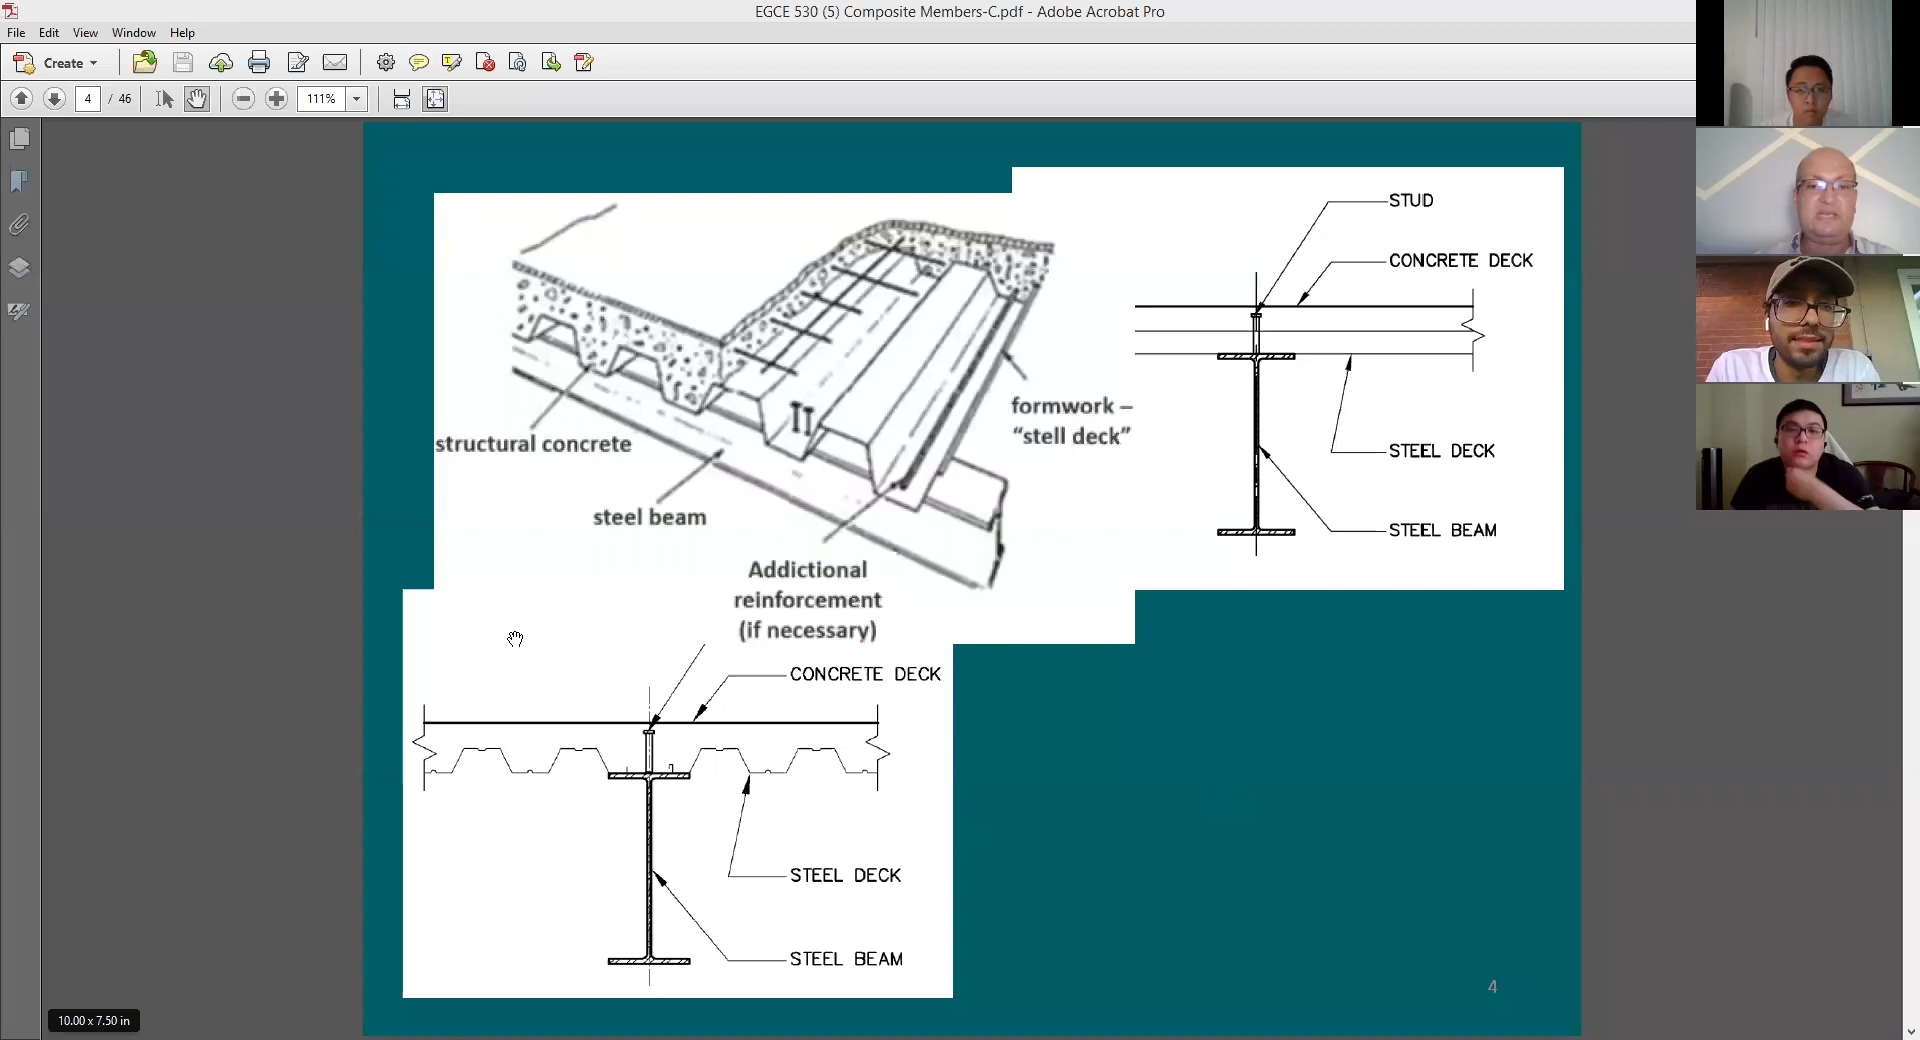 EGCE 530 (5) Composite Members-C.pdf - Adobe Acrobat Pro
File Edit View Window Help
Create
4 / 46 111%
STUD
CONCRETE DECK
formwork –
“stell deck”
structural concrete
STEEL DECK
steel beam
STEEL BEAM
Addictional
reinforcement
(if necessary)
CONCRETE DECK
STEEL DECK
STEEL BEAM
4
10.00 x 7.50 in